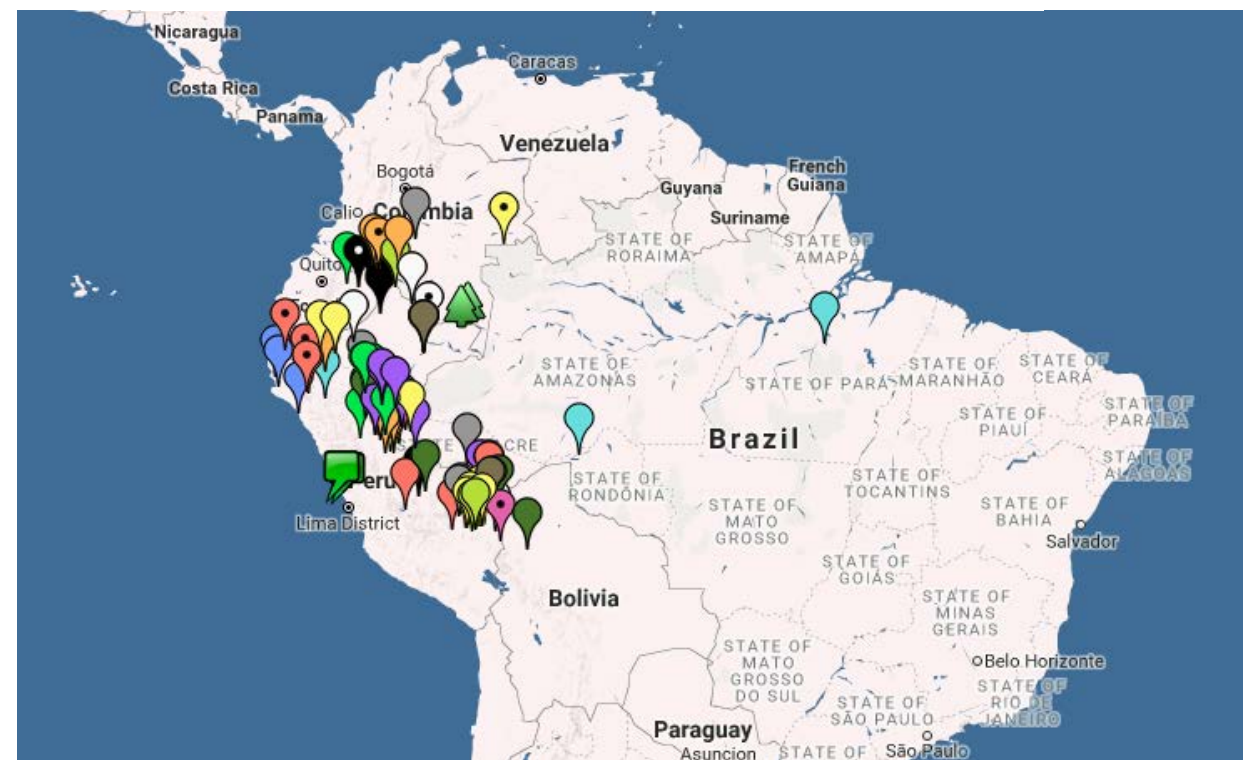 Nicaragua
Costa Rica
Panama
Caracas
Venezuela
Bogotá
Guyana
French
Guiana
Suriname
Cali
Quito
STATE OF
RORAIMA
STATE OF
AMAPÁ
STATE OF
AMAZONAS
STATE OF PARÁ
STATE OF
MARANHÃO
STATE OF
CEARÁ
STATE OF
PARAÍBA
STATE OF
PIAUÍ
STATE OF
ALAGOAS
Brazil
STATE OF
RONDÔNIA
STATE OF
TOCANTINS
STATE OF
MATO
GROSSO
STATE OF
BAHIA
Salvador
Lima District
STATE OF
GOIÁS
Bolivia
STATE OF
MINAS
GERAIS
STATE OF
MATO
GROSSO
DO SUL
Belo Horizonte
STATE OF
RIO DE
JANEIRO
STATE OF
SÃO PAULO
Paraguay
Asuncion
STATE OF
São Paulo